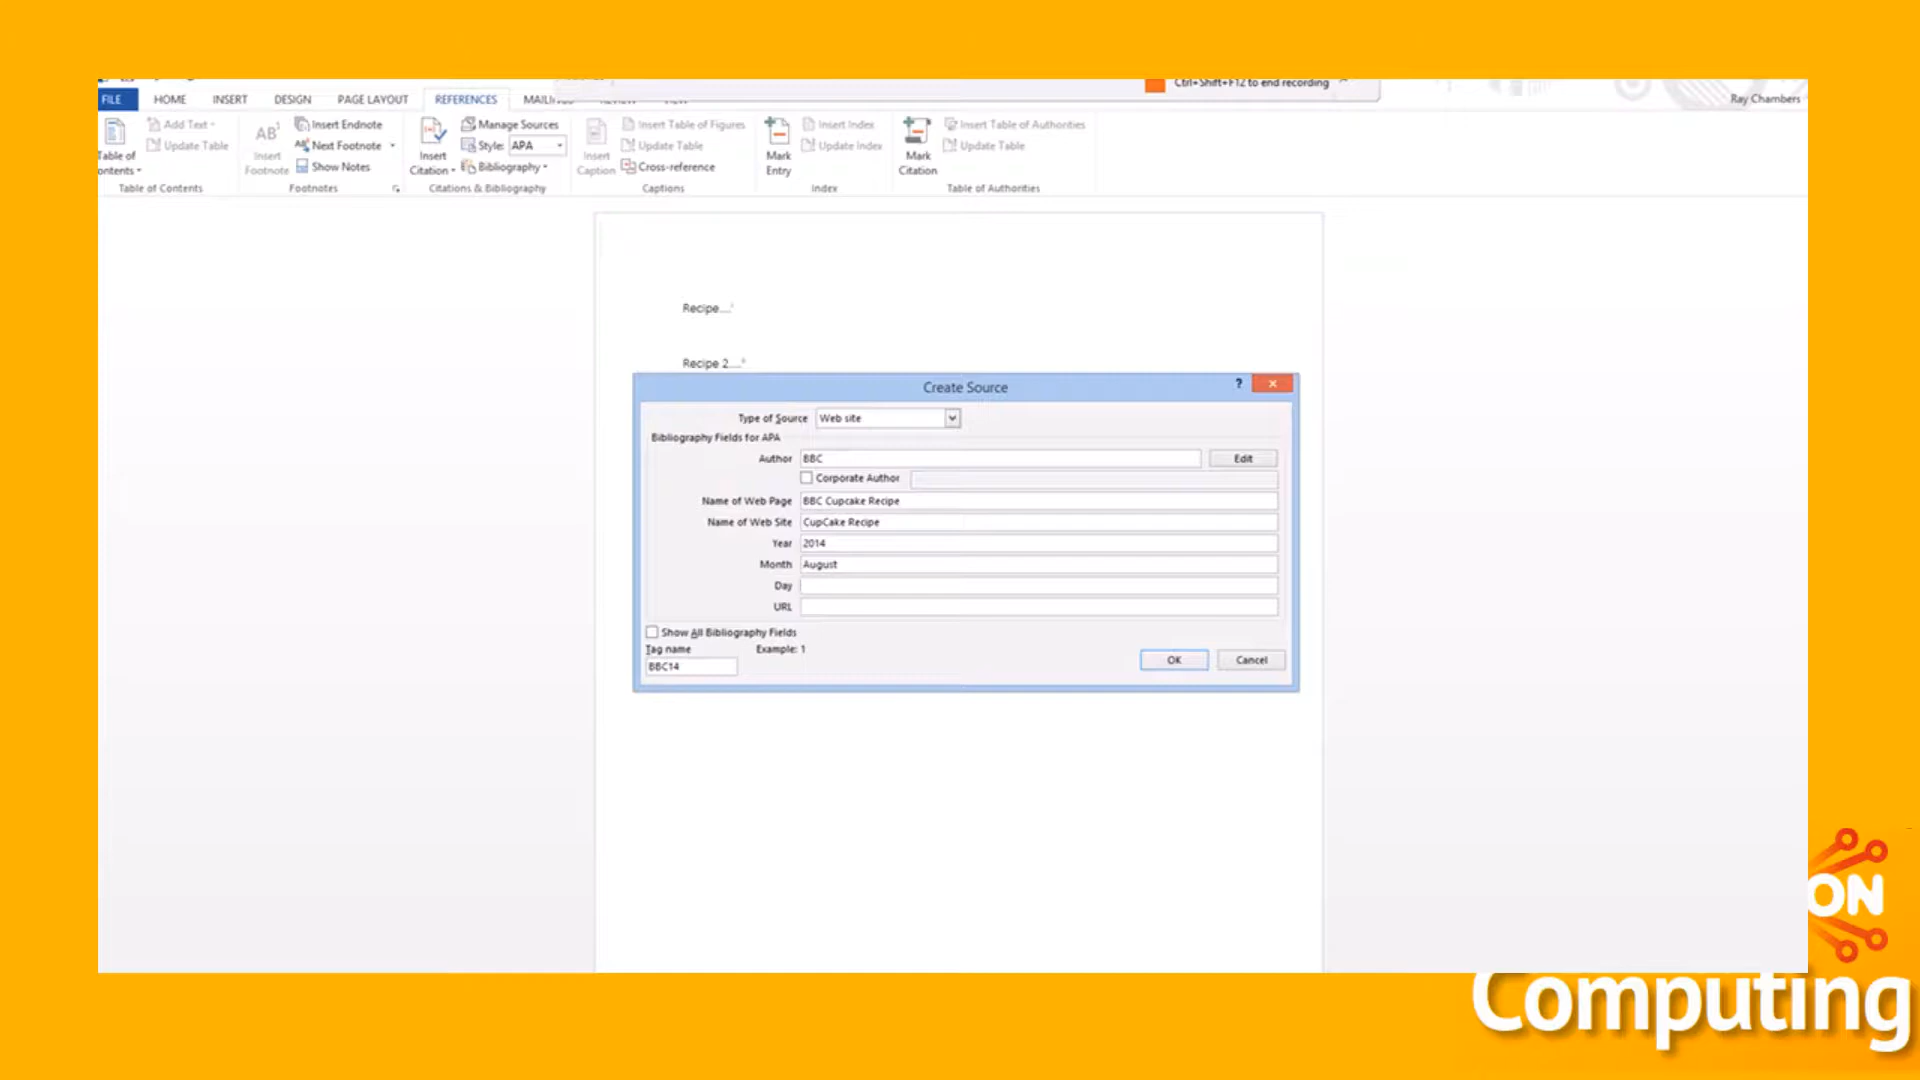 Ctrl+Shift+F12 to end recording
FILE HOME INSERT DESIGN PAGE LAYOUT REFERENCES
Ray Chambers
Add Text
Update Table
Table of
ontents
Table of Contents
AB¹
Insert
Footnote
Insert Endnote
Next Footnote
Show Notes
Footnotes
Insert
Citation
Manage Sources
Style: APA
Bibliography
Citations & Bibliography
Insert
Caption
Insert Table of Figures
Update Table
Cross-reference
Captions
Mark
Entry
Insert Index
Update Index
Index
Mark
Citation
Insert Table of Authorities
Update Table
Table of Authorities
Recipe....
Recipe 2....
Create Source
?
Type of Source Web site
Bibliography Fields for APA
Author BBC Edit
Corporate Author
Name of Web Page BBC Cupcake Recipe
Name of Web Site CupCake Recipe
Year 2014
Month August
Day
URL
Show All Bibliography Fields
Tag name Example: 1
BBC14
OK Cancel
ON
Computing